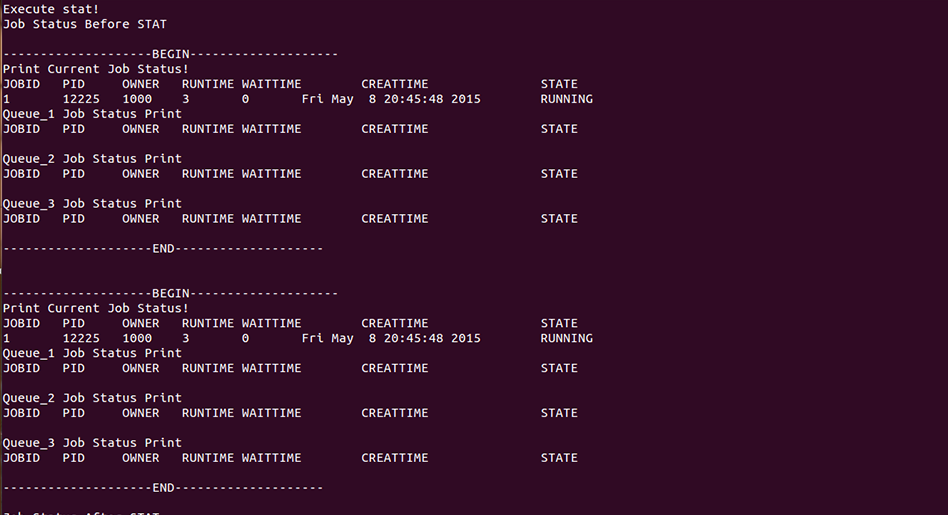 Execute stat!
Job Status Before STAT
--------------------BEGIN--------------------
Print Current Job Status!
JOBID PID OWNER RUNTIME WAITTIME CREATTIME STATE
1 12225 1000 3 0 Fri May 8 20:45:48 2015 RUNNING
Queue_1 Job Status Print
JOBID PID OWNER RUNTIME WAITTIME CREATTIME STATE
Queue_2 Job Status Print
JOBID PID OWNER RUNTIME WAITTIME CREATTIME STATE
Queue_3 Job Status Print
JOBID PID OWNER RUNTIME WAITTIME CREATTIME STATE
--------------------END--------------------
--------------------BEGIN--------------------
Print Current Job Status!
JOBID PID OWNER RUNTIME WAITTIME CREATTIME STATE
1 12225 1000 3 0 Fri May 8 20:45:48 2015 RUNNING
Queue_1 Job Status Print
JOBID PID OWNER RUNTIME WAITTIME CREATTIME STATE
Queue_2 Job Status Print
JOBID PID OWNER RUNTIME WAITTIME CREATTIME STATE
Queue_3 Job Status Print
JOBID PID OWNER RUNTIME WAITTIME CREATTIME STATE
--------------------END--------------------
Job Status After STAT